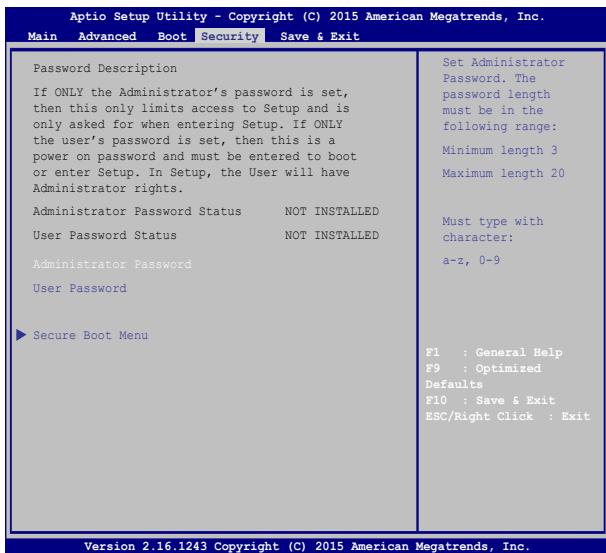 Aptio Setup Utility - Copyright (C) 2015 American Megatrends, Inc.
Main Advanced Boot Security Save & Exit
Password Description
If ONLY the Administrator's password is set,
then this only limits access to Setup and is
only asked for when entering Setup. If ONLY
the user's password is set, then this is a
power on password and must be entered to boot
or enter Setup. In Setup, the User will have
Administrator rights.
Administrator Password Status NOT INSTALLED
User Password Status NOT INSTALLED
Administrator Password
User Password
Secure Boot Menu
Set Administrator
Password. The
password length
must be in the
following range:
Minimum length 3
Maximum length 20
Must type with
character:
a-z, 0-9
F1 : General Help
F9 : Optimized
Defaults
F10 : Save & Exit
ESC/Right Click : Exit
Version 2.16.1243 Copyright (C) 2015 American Megatrends, Inc.